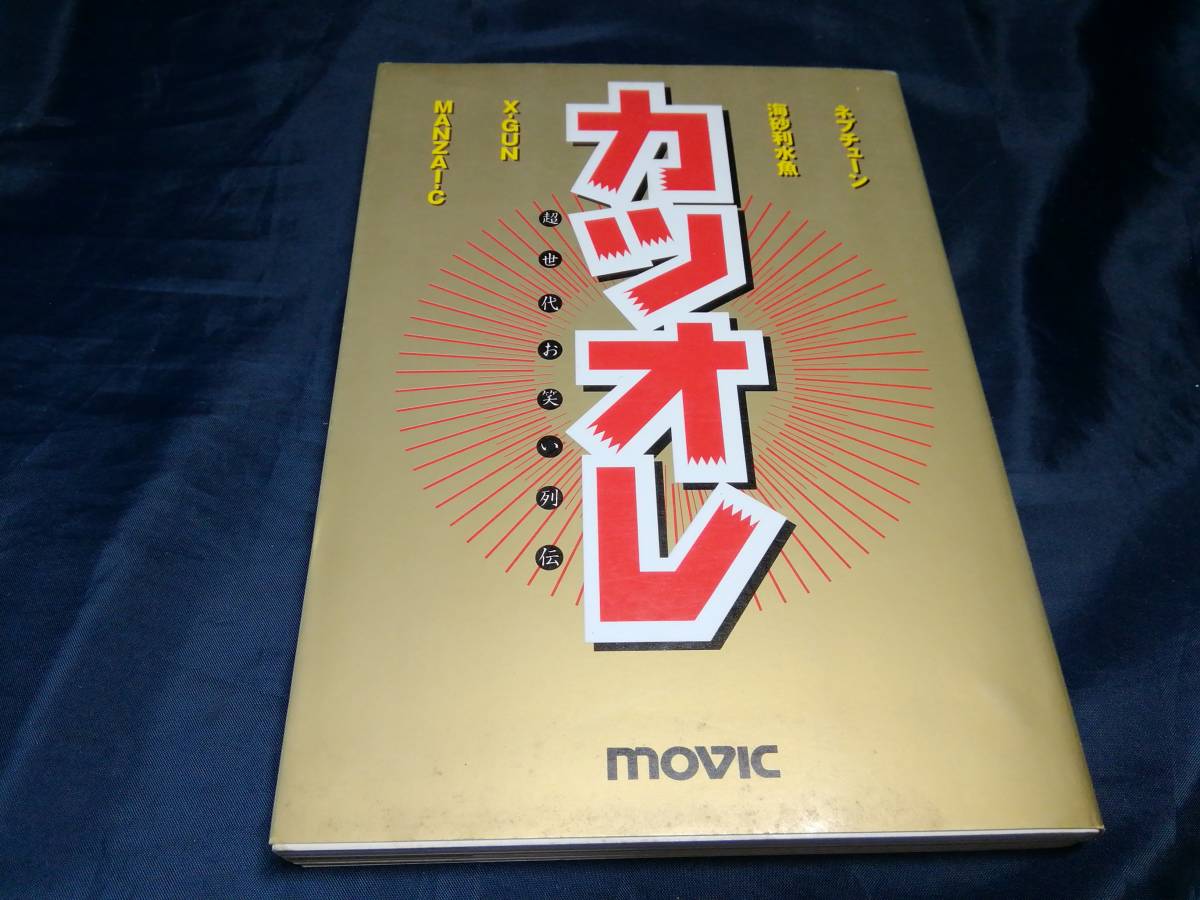 ネプチューン
海砂利水魚
カツオレ
超世代お笑い列伝
X-GUN
MANZAI-C
movic